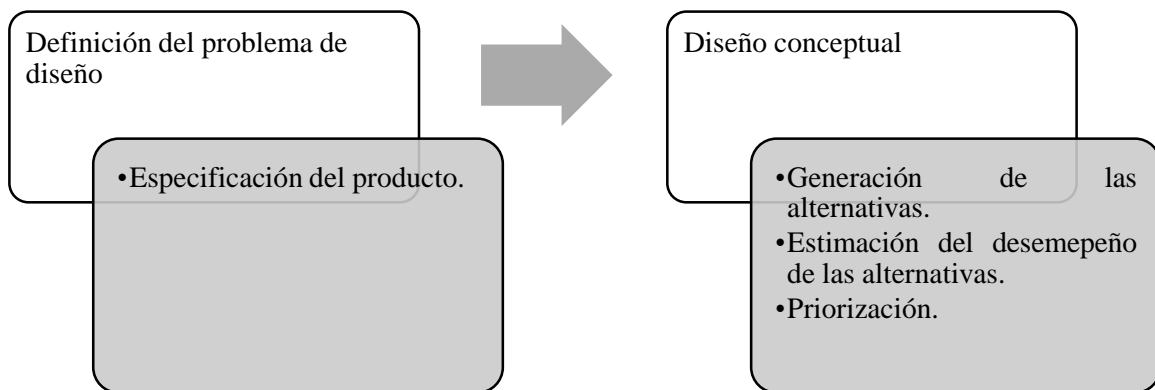 Definición del problema de
diseño
•Especificación del producto.
Diseño conceptual
•Generación de las
alternativas.
•Estimación del desemepeño
de las alternativas.
•Priorización.